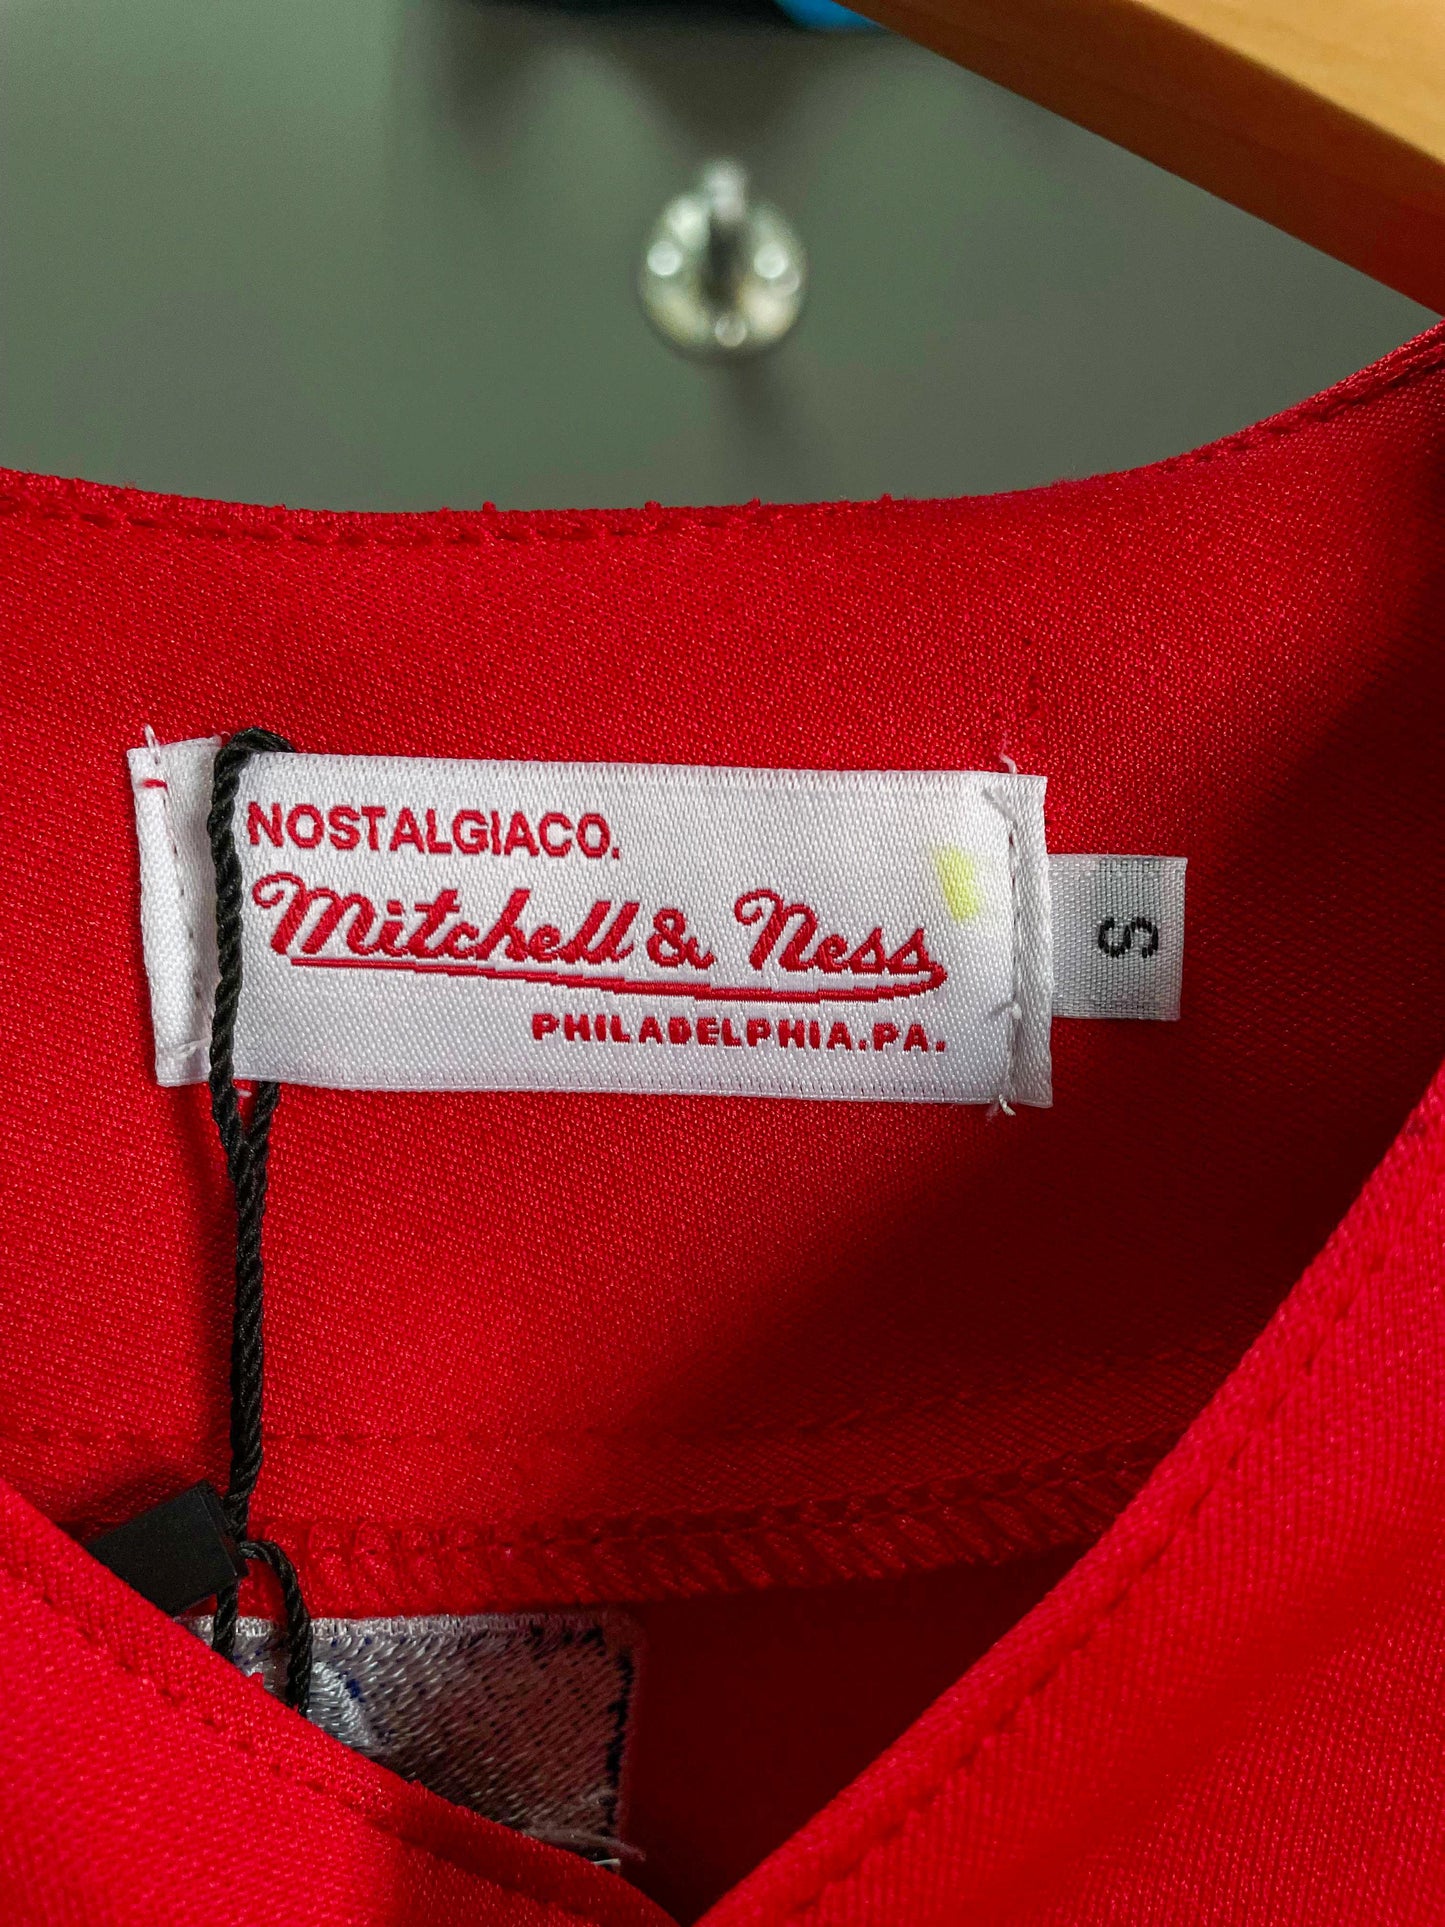 NOSTALGIACO.
Mitchell & Ness
PHILADELPHIA.PA.
S